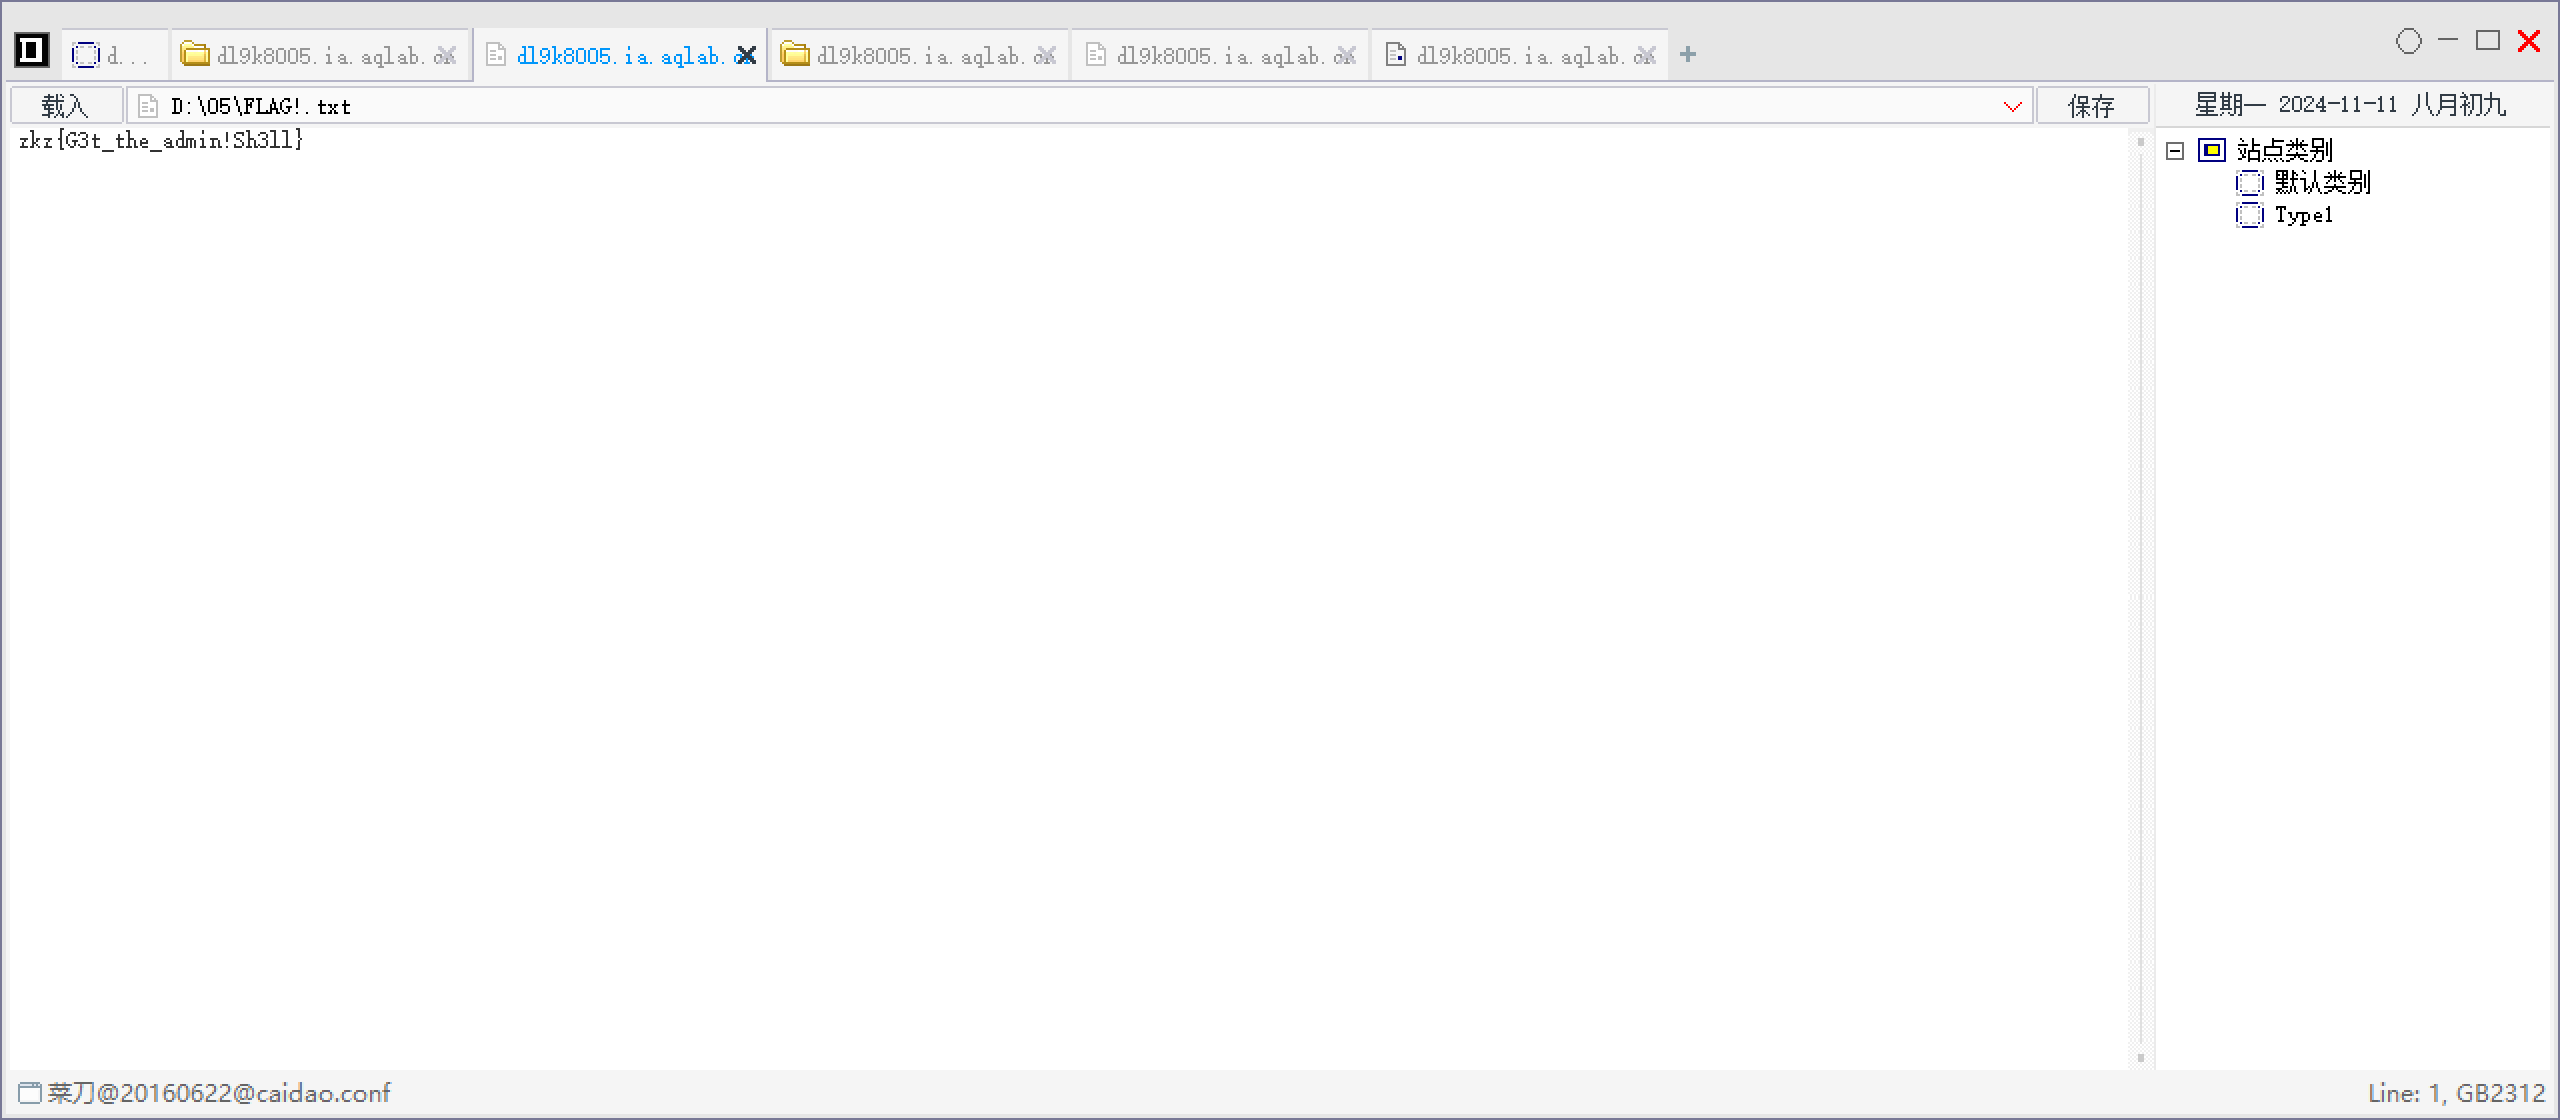 d...
dl9k8005.ia.aqlab.
dl9k8005.ia.aqlab.
dl9k8005.ia.aqlab.
dl9k8005.ia.aqlab.
dl9k8005.ia.aqlab.
载入
D:\05\FLAG!.txt
保存
星期一 2024-11-11 八月初九
zkz{G3t_the_admin!Sh3ll}
站点类别
默认类别
Type1
菜刀@20160622@caidao.conf
Line: 1, GB2312